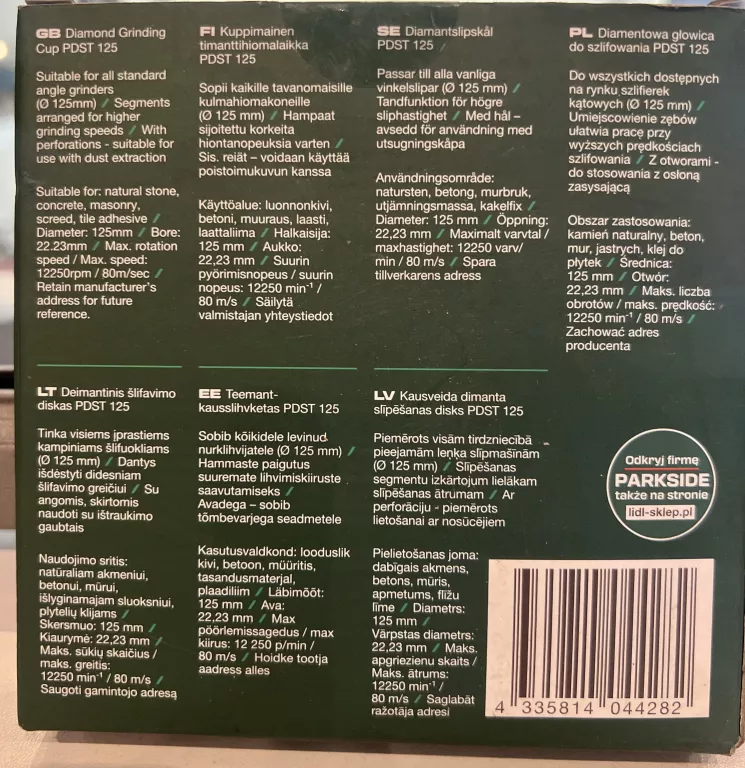 GB Diamond Grinding
Cup PDST 125
Suitable for all standard
angle grinders
(Ø 125mm) / Segments
arranged for higher
grinding speeds / With
perforations - suitable for
use with dust extraction
Suitable for: natural stone,
concrete, masonry,
screed, tile adhesive /
Diameter: 125mm / Bore:
22.23mm / Max. rotation
speed / Max. speed:
12250rpm / 80m/sec /
Retain manufacturer's
address for future
reference.
FI Kuppimainen
timanttihiomalaikka
PDST 125
Sopii kaikille tavanomaisille
kulmahiomakoneille
(Ø 125 mm) / Hampaat
sijoitettu korkeita
hiontanopeuksia varten /
Sis. reiät – voidaan käyttää
poistoimukuvun kanssa
Käyttöalue: luonnonkivi,
betoni, muuraus, laasti,
laattaliima / Halkaisija:
125 mm / Aukko:
22,23 mm / Suurin
pyörimisnopeus / suurin
nopeus: 12250 min⁻¹ /
80 m/s / Säilytä
valmistajan yhteystiedot
SE Diamantslipskål
PDST 125
Passar till alla vanliga
vinkelslipar (Ø 125 mm) /
Tandfunktion för högre
sliphastighet / Med hål –
avsedd för användning med
utsugningskåpa
Användningsområde:
natursten, betong, murbruk,
utjämningsmassa, kakelfix /
Diameter: 125 mm / Öppning:
22,23 mm / Maximalt varvtal /
maxhastighet: 12250 varv/
min / 80 m/s / Spara
tillverkarens adress
PL Diamentowa głowica
do szlifowania PDST 125
Do wszystkich dostępnych
na rynku szlifierek
kątowych (Ø 125 mm) /
Umiejscowienie zębów
ułatwia pracę przy
wyższych prędkościach
szlifowania / Z otworami -
do stosowania z osłoną
zasysającą
Obszar zastosowania:
kamień naturalny, beton,
mur, jastrych, klej do
płytek / Średnica:
125 mm / Otwór:
22,23 mm / Maks. liczba
obrotów / maks. prędkość:
12250 min⁻¹ / 80 m/s /
Zachować adres
producenta
LT Deimantinis šlifavimo
diskas PDST 125
Tinka visiems įprastiems
kampiniams šlifuokliams
(Ø 125 mm) / Dantys
išdėstyti didesniam
šlifavimo greičiui / Su
angomis, skirtomis
naudoti su ištraukimo
gaubtais
Naudojimo sritis:
natūraliam akmeniui,
betonui, mūrui,
išlyginamajam sluoksniui,
plytelių klijams /
Skersmuo: 125 mm /
Kiaurymė: 22,23 mm /
Maks. sūkių skaičius /
maks. greitis:
12250 min⁻¹ / 80 m/s /
Saugoti gamintojo adresą
EE Teemant-
kausslihvketas PDST 125
Sobib kõikidele levinud
nurklihvijatele (Ø 125 mm) /
Hammaste paigutus
suuremate lihvimiskiiruste
saavutamiseks /
Avadega – sobib
tõmbevarjega seadmetele
Kasutusvaldkond: looduslik
kivi, betoon, müüritis,
tasandusmaterjal,
plaadiliim / Läbimõõt:
125 mm / Ava:
22,23 mm / Max
pöörlemissagedus / max
kiirus: 12 250 p/min /
80 m/s / Hoidke tootja
aadress alles
LV Kausveida dimanta
slīpēšanas disks PDST 125
Piemērots visām tirdzniecībā
pieejamām leņķa slīpmašīnām
(Ø 125 mm) / Slīpēšanas
segmentu izkārtojum lielākam
slīpēšanas ātrumam / Ar
perforāciju - piemērots
lietošanai ar nosūcējiem
Pielietošanas joma:
dabīgais akmens,
betons, mūris,
apmetums, flīžu
līme / Diametrs:
125 mm /
Vārpstas diametrs:
22,23 mm / Maks.
apgriezienu skaits /
Maks. ātrums:
12250 min⁻¹ /
80 m/s / Saglabāt
ražotāja adresi
Odkryj firmę
PARKSIDE
także na stronie
lidl-sklep.pl
4 335814 044282